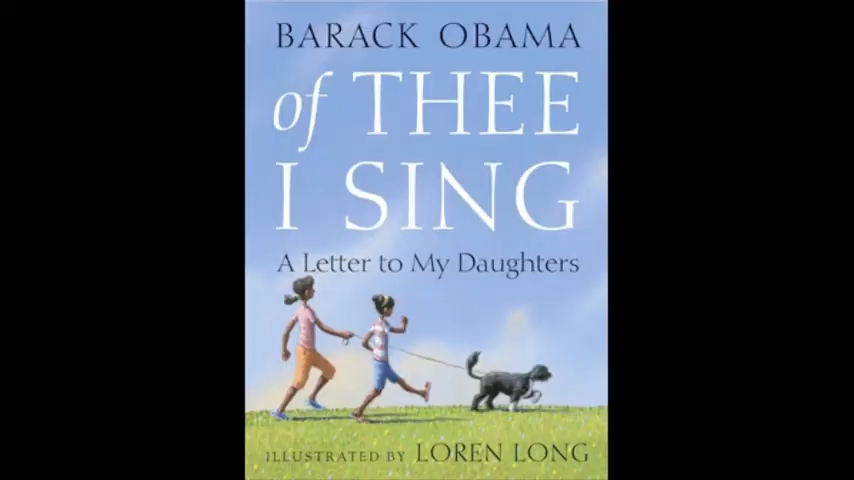 BARACK OBAMA
of THEE
I SING
A Letter to My Daughters
ILLUSTRATED BY LOREN LONG